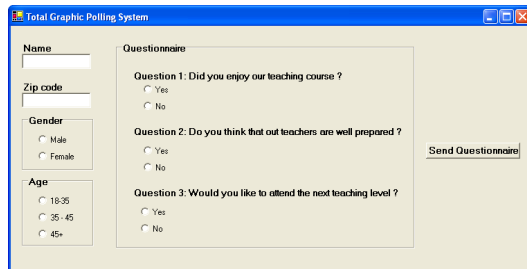 Total Graphic Polling System
Name
Zip code
Gender
Male
Female
Age
18-35
35 - 45
45+
Questionnaire
Question 1: Did you enjoy our teaching course ?
Yes
No
Question 2: Do you think that out teachers are well prepared ?
Yes
No
Question 3: Would you like to attend the next teaching level ?
Yes
No
Send Questionnaire